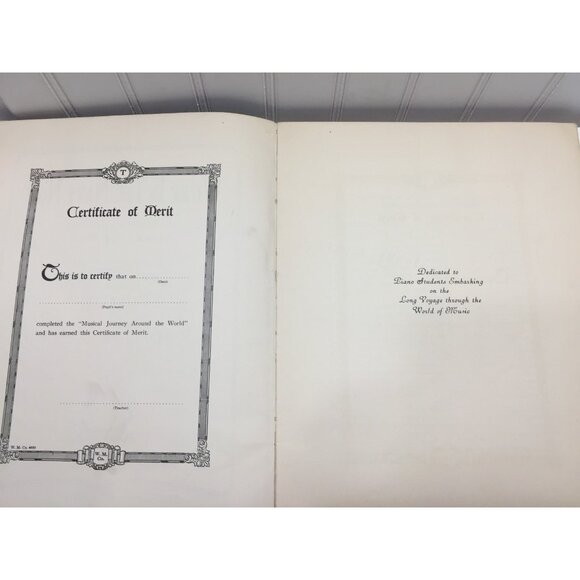 T
Certificate of Merit
This is to certify that on
(Date)
(Pupil's name)
completed the "Musical Journey Around the World"
and has earned this Certificate of Merit.
(Teacher)
W. M. Co.
W. M.
Co.
Dedicated to
Piano Students Embarking
on the
Long Voyage through the
World of Music